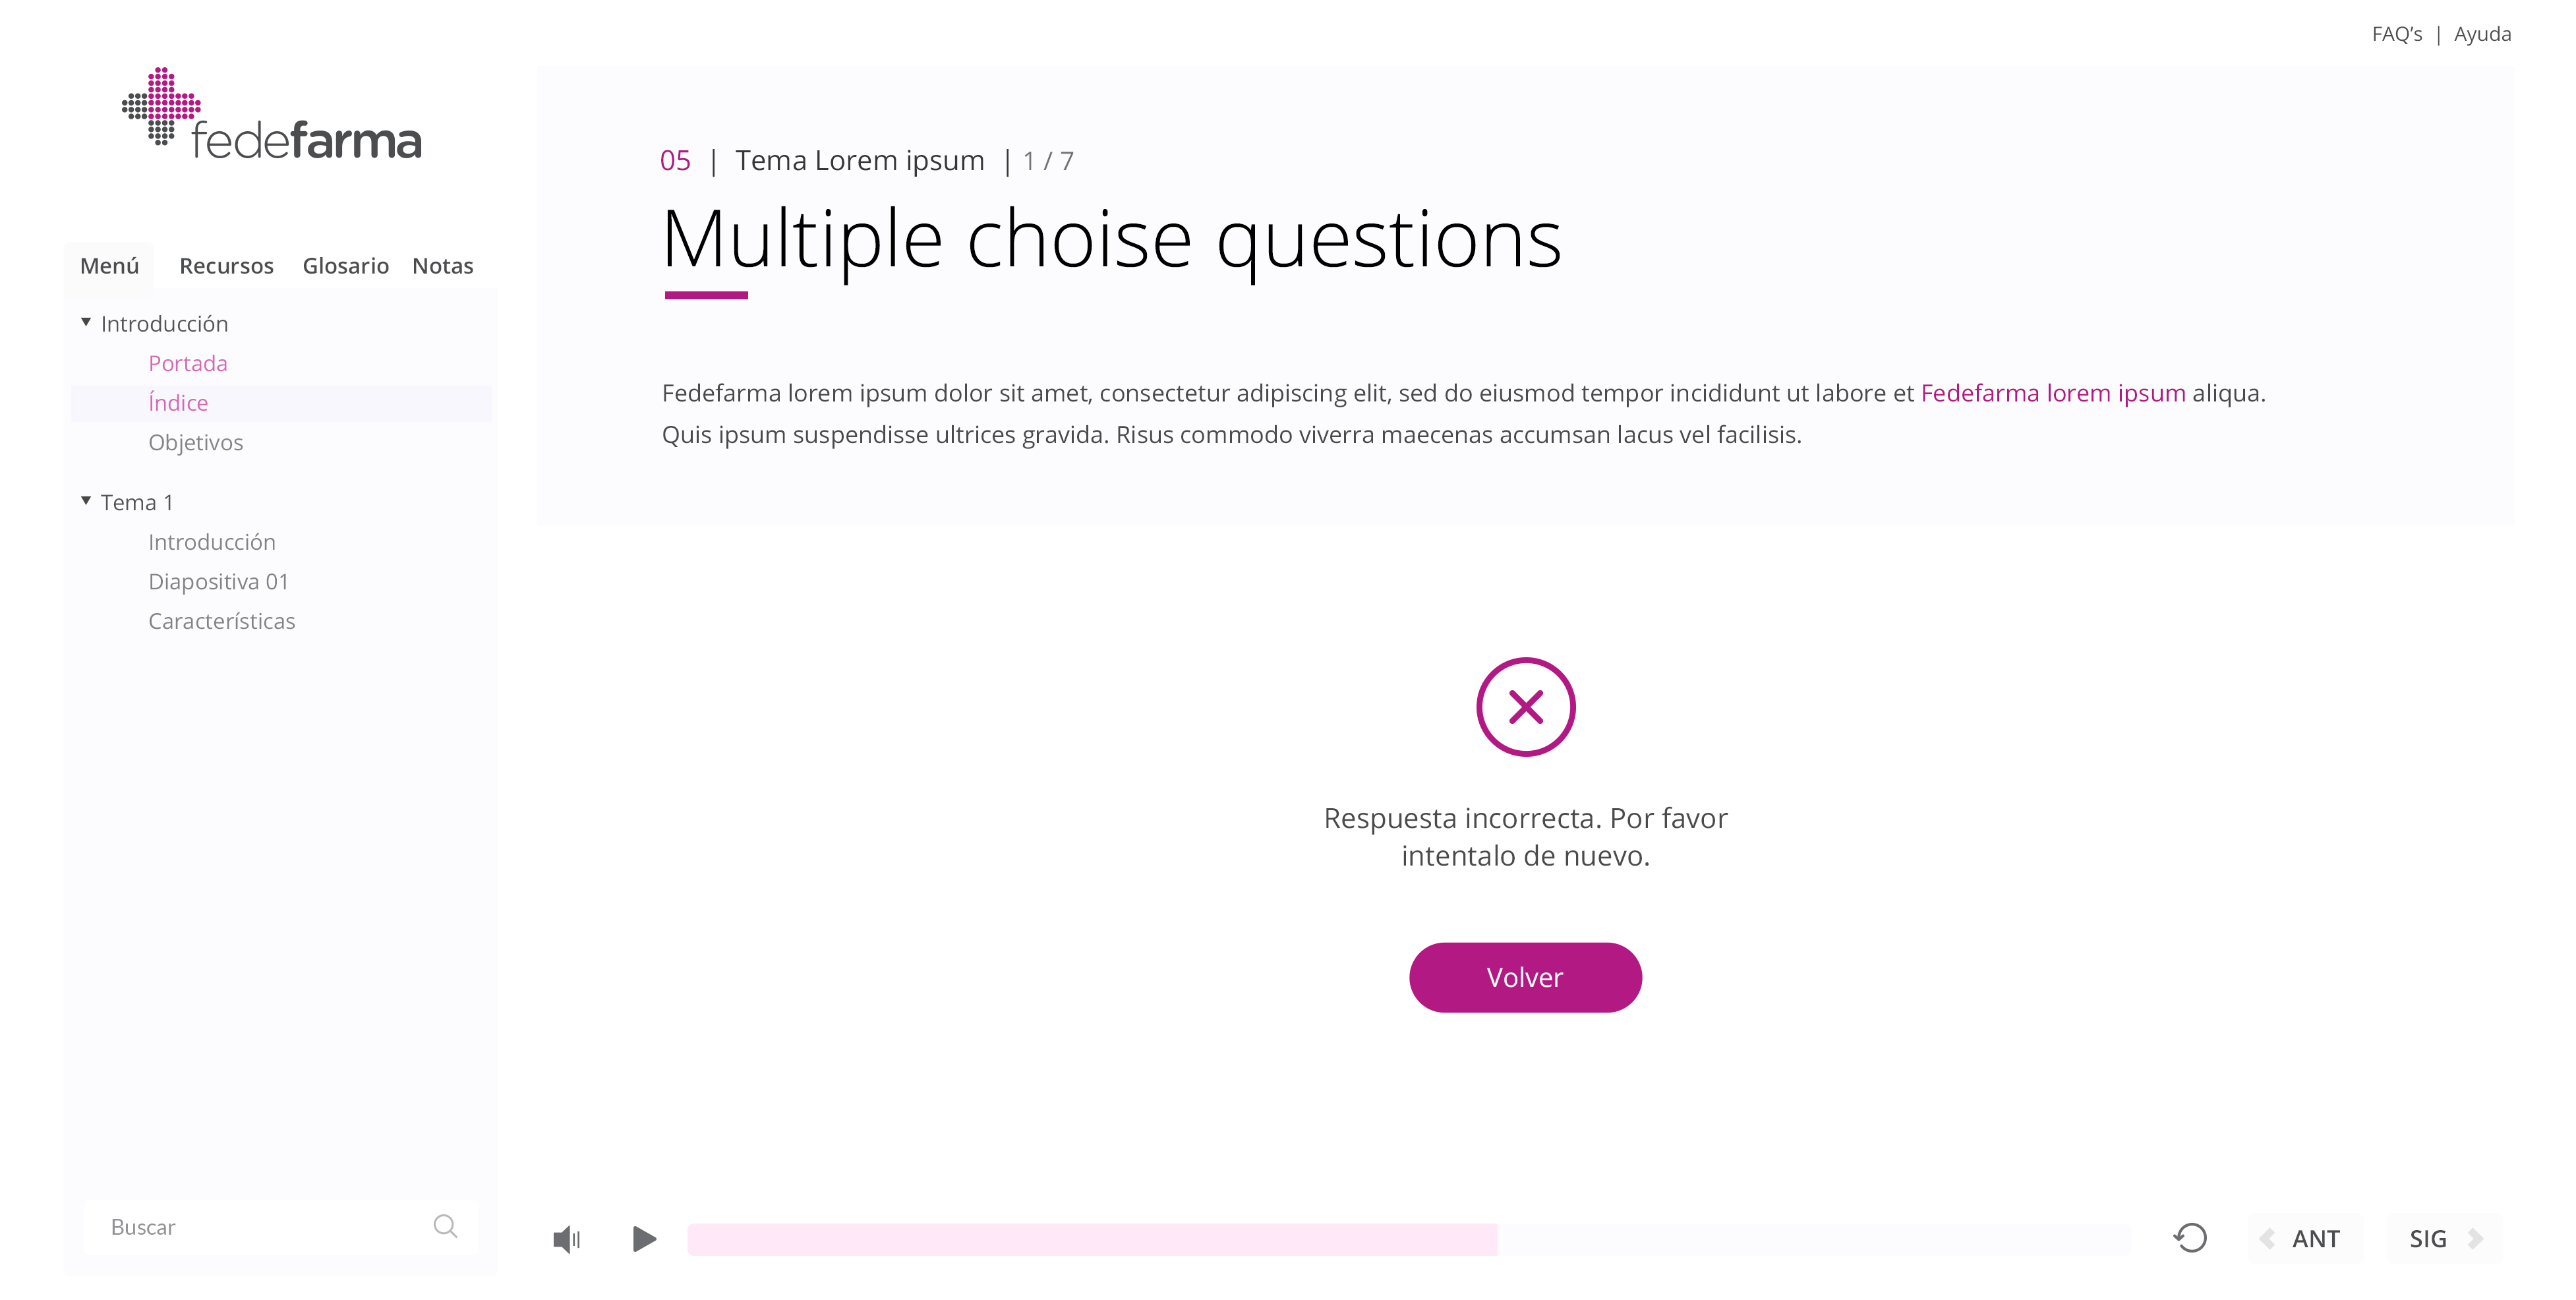 FAQ’s | Ayuda
fedefarma
Menú Recursos Glosario Notas
Introducción
Portada
Índice
Objetivos
Tema 1
Introducción
Diapositiva 01
Características
Buscar
05 | Tema Lorem ipsum | 1 / 7
Multiple choise questions
Fedefarma lorem ipsum dolor sit amet, consectetur adipiscing elit, sed do eiusmod tempor incididunt ut labore et Fedefarma lorem ipsum aliqua.
Quis ipsum suspendisse ultrices gravida. Risus commodo viverra maecenas accumsan lacus vel facilisis.
Respuesta incorrecta. Por favor
intentalo de nuevo.
Volver
ANT SIG